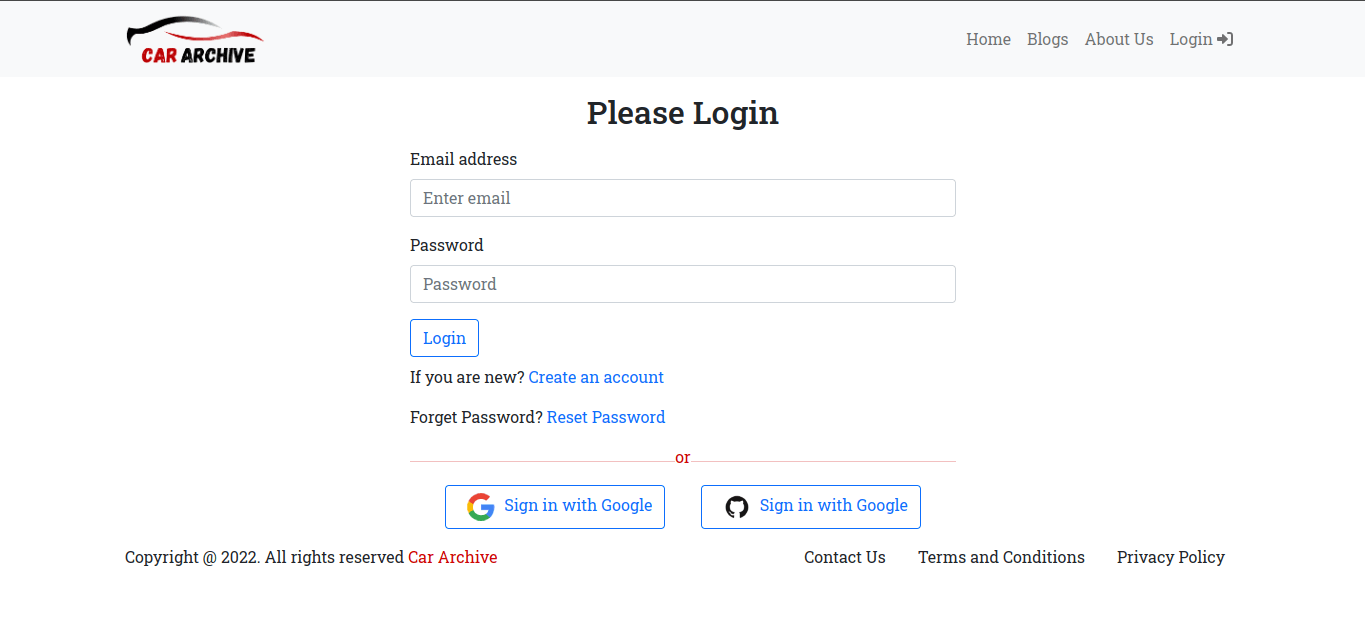 CAR ARCHIVE
Home Blogs About Us Login
Please Login
Email address
Enter email
Password
Password
Login
If you are new? Create an account
Forget Password? Reset Password
or
Sign in with Google Sign in with Google
Copyright @ 2022. All rights reserved Car Archive Contact Us Terms and Conditions Privacy Policy